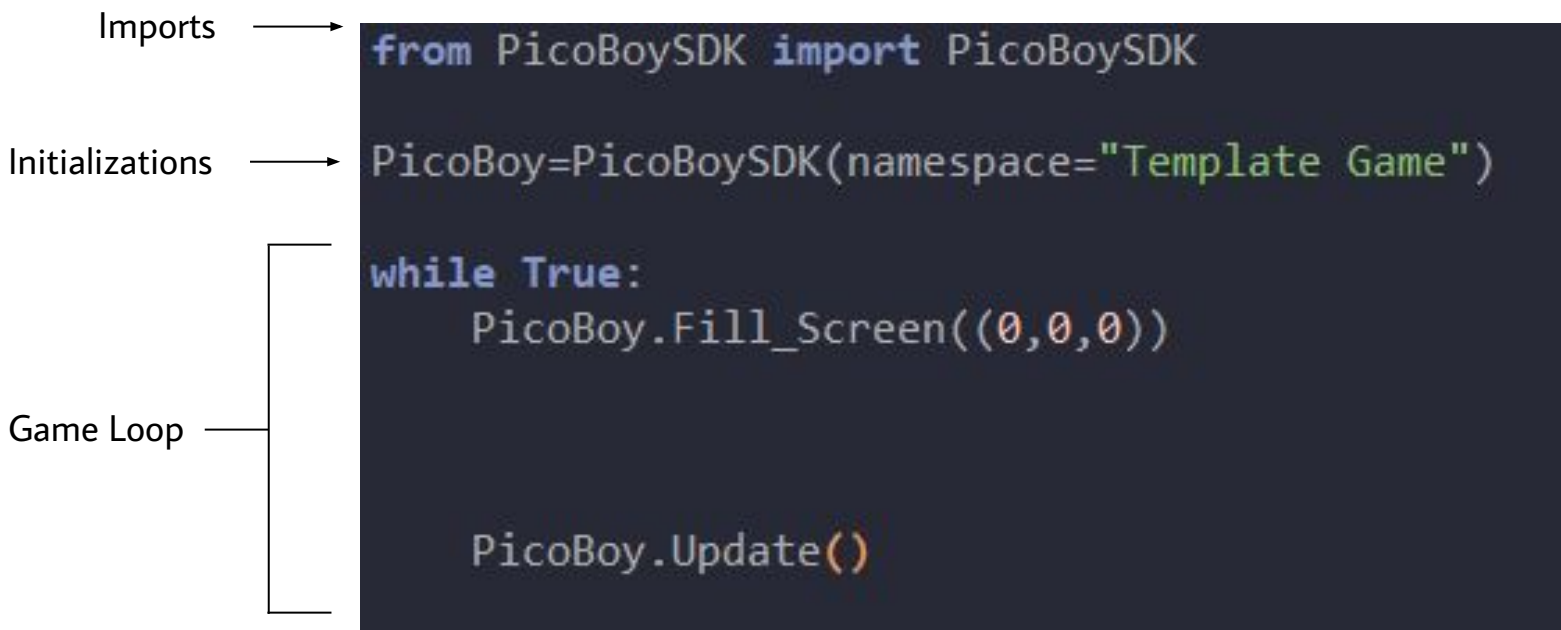 Imports
from PicoBoySDK import PicoBoySDK
Initializations
PicoBoy=PicoBoySDK(namespace="Template Game")
while True:
    PicoBoy.Fill_Screen((0,0,0))
Game Loop
    PicoBoy.Update()